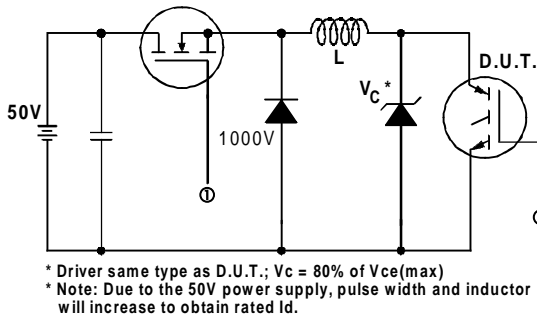 L
D.U.T.
V_C *
50V
1000V
①
* Driver same type as D.U.T.; Vc = 80% of Vce(max)
* Note: Due to the 50V power supply, pulse width and inductor
will increase to obtain rated Id.